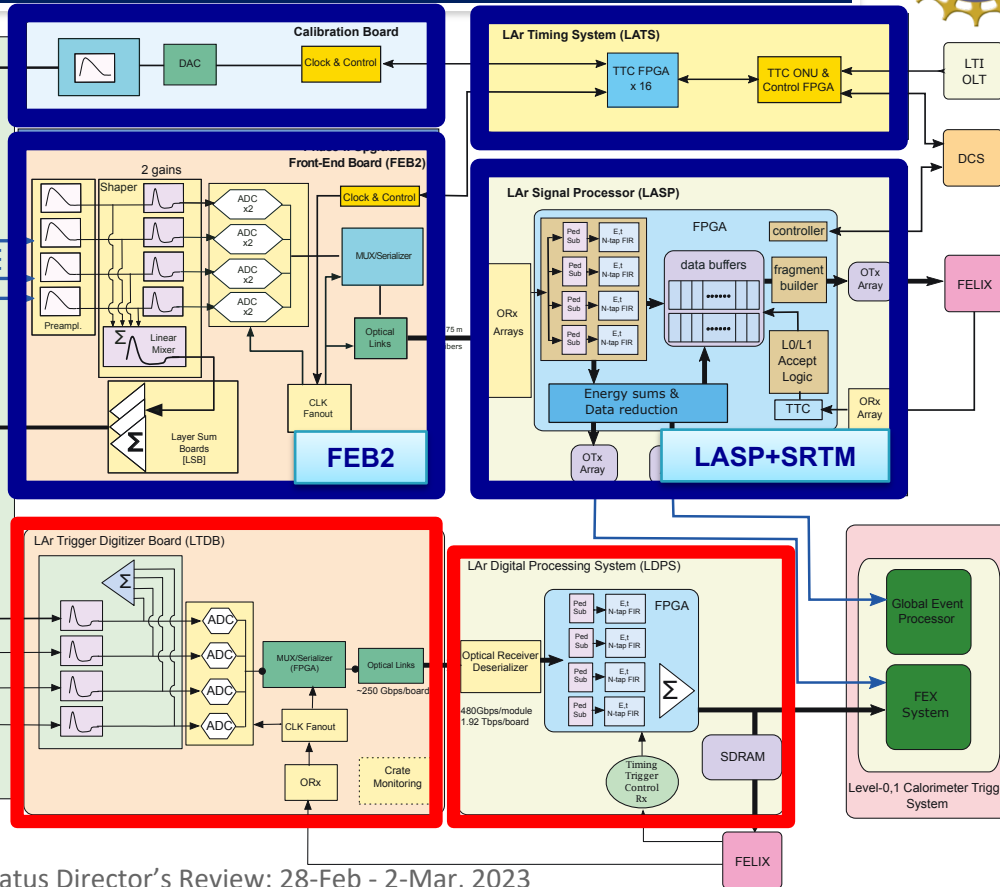 Calibration Board
DAC
Clock & Control
LAr Timing System (LATS)
TTC FPGA
x 16
TTC ONU &
Control FPGA
LTI
OLT
DCS
Front-End Board (FEB2)
2 gains
Shaper
ADC
x2
ADC
x2
ADC
x2
ADC
x2
Clock & Control
MUX/Serializer
Optical
Links
Preampl.
Σ
Linear
Mixer
CLK
Fanout
Σ
Layer Sum
Boards
[LSB]
FEB2
75 m
LAr Signal Processor (LASP)
FPGA
controller
ORx
Arrays
Ped
Sub
E,t
N-tap FIR
Ped
Sub
E,t
N-tap FIR
Ped
Sub
E,t
N-tap FIR
Ped
Sub
E,t
N-tap FIR
data buffers
fragment
builder
OTx
Array
FELIX
L0/L1
Accept
Logic
TTC
ORx
Array
Energy sums &
Data reduction
OTx
Array
LASP+SRTM
LAr Trigger Digitizer Board (LTDB)
Σ
ADC
ADC
ADC
ADC
MUX/Serializer
(FPGA)
Optical Links
~250 Gbps/board
CLK Fanout
ORx
Crate
Monitoring
LAr Digital Processing System (LDPS)
Optical Receiver
Deserializer
480Gbps/module
1.92 Tbps/board
FPGA
Ped
Sub
E,t
N-tap FIR
Ped
Sub
E,t
N-tap FIR
Ped
Sub
E,t
N-tap FIR
Ped
Sub
E,t
N-tap FIR
Σ
Timing
Trigger
Control
Rx
SDRAM
FELIX
Global Event
Processor
FEX
System
Level-0,1 Calorimeter Trigg
System
atus Director's Review: 28-Feb - 2-Mar, 2023